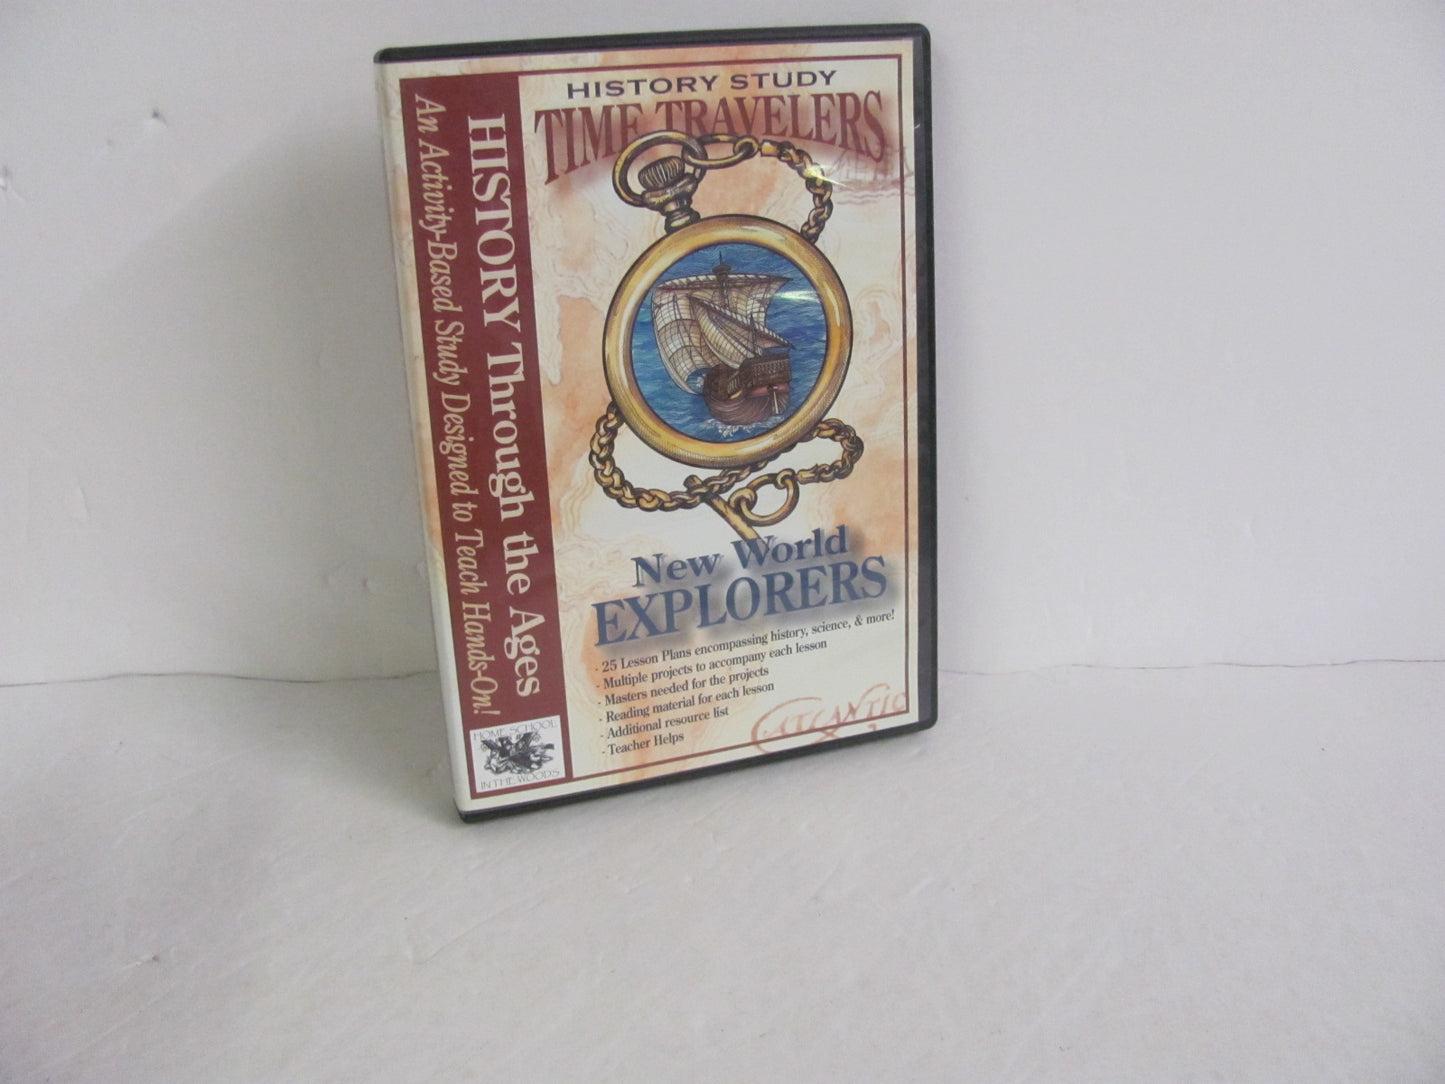 HISTORY STUDY
TIME TRAVELERS
HISTORY Through the Ages
An Activity-Based Study Designed to Teach Hands-On!
New World
EXPLORERS
- 25 Lesson Plans encompassing history, science, & more!
- Multiple projects to accompany each lesson
- Masters needed for the projects
- Reading material for each lesson
- Additional resource list
- Teacher Helps
ATLANTIC
HOME SCHOOL
IN THE WOODS